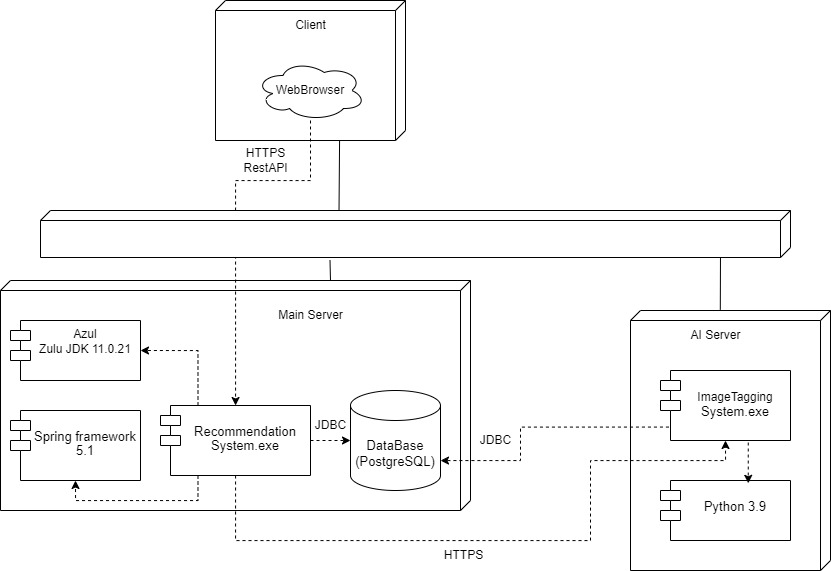 Client
WebBrowser
HTTPS
RestAPI
Main Server
Azul
Zulu JDK 11.0.21
Spring framework
5.1
Recommendation
System.exe
JDBC
DataBase
(PostgreSQL)
JDBC
AI Server
ImageTagging
System.exe
Python 3.9
HTTPS